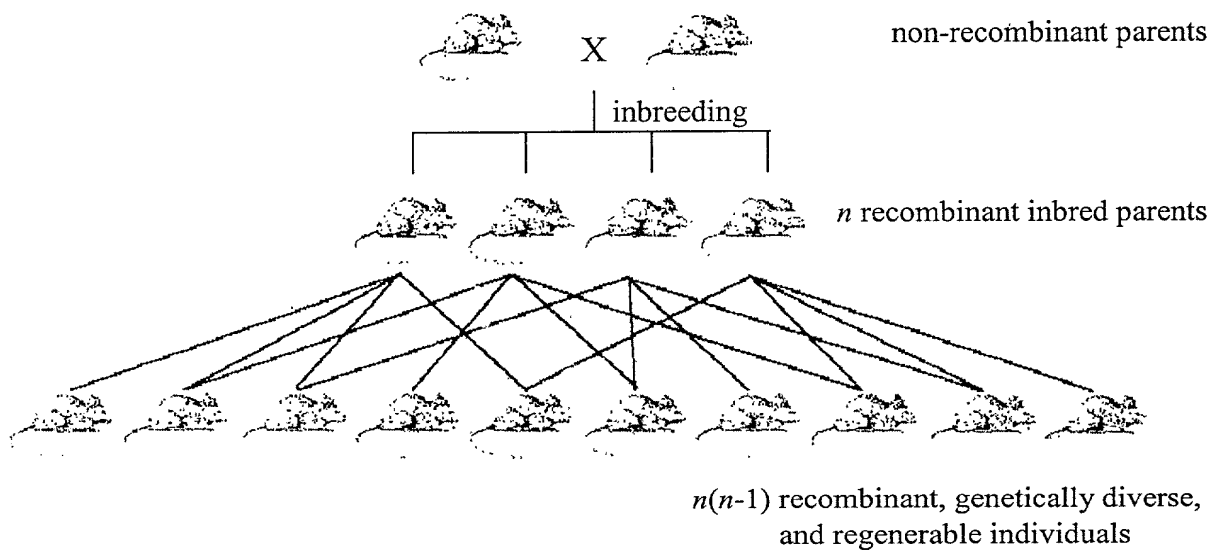 non-recombinant parents
X
inbreeding
n recombinant inbred parents
n(n-1) recombinant, genetically diverse,
and regenerable individuals